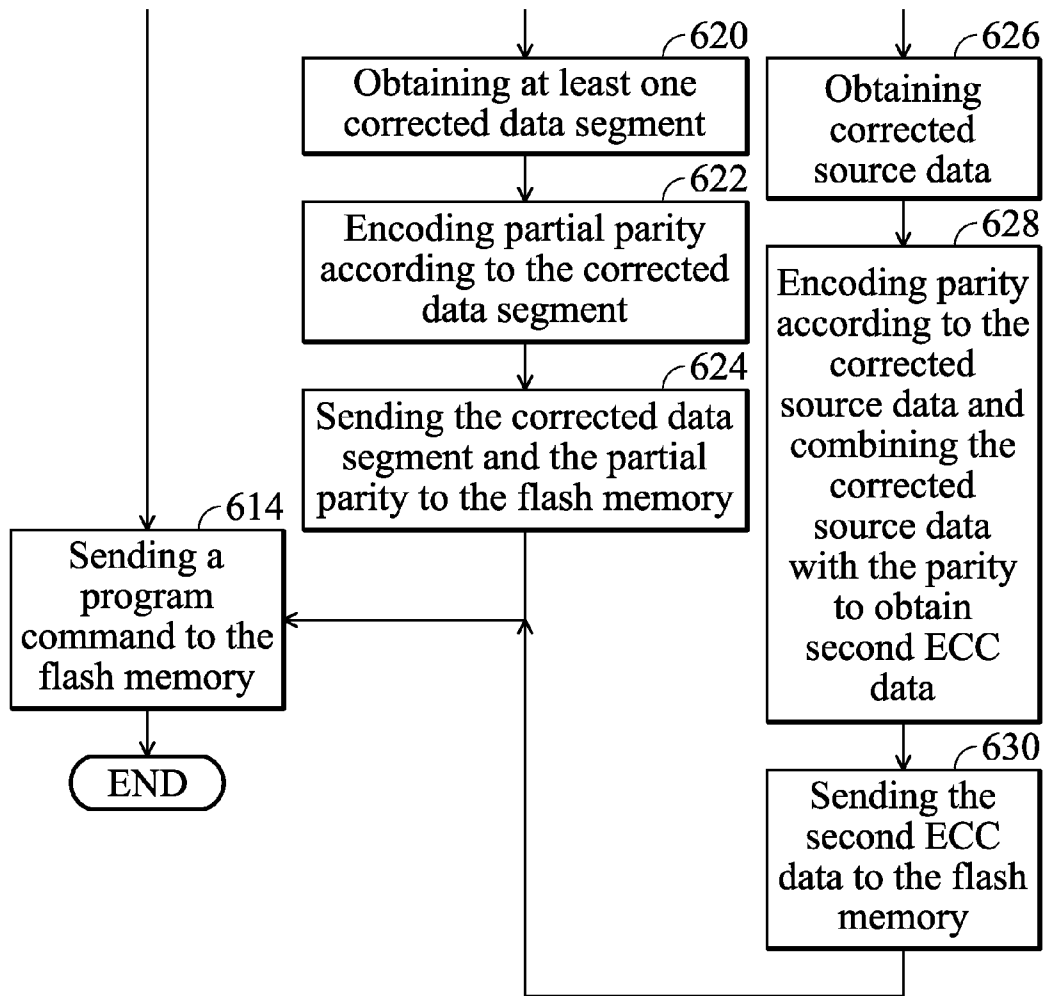 620
Obtaining at least one
corrected data segment
622
Encoding partial parity
according to the corrected
data segment
624
Sending the corrected data
segment and the partial
parity to the flash memory
614
Sending a
program
command to the
flash memory
END
626
Obtaining
corrected
source data
628
Encoding parity
according to the
corrected
source data and
combining the
corrected
source data
with the parity
to obtain
second ECC
data
630
Sending the
second ECC
data to the flash
memory